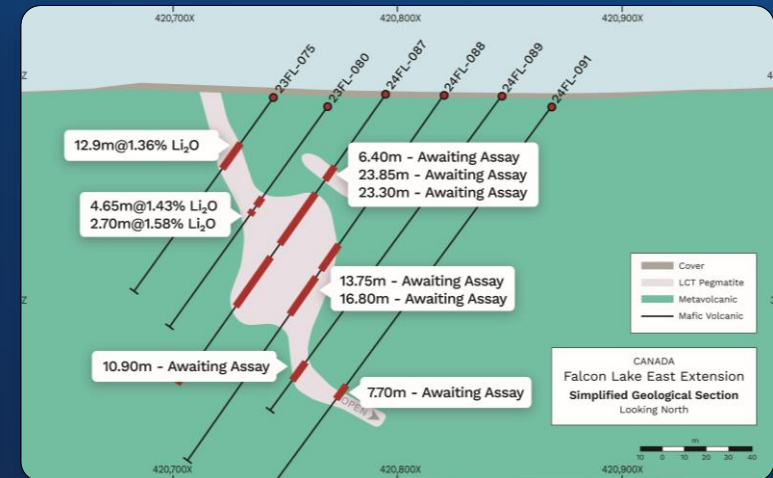 420,700X
420,800X
420,900X
23FL-075
23FL-080
24FL-087
24FL-088
24FL-089
24FL-091
12.9m@1.36% Li₂O
6.40m - Awaiting Assay
23.85m - Awaiting Assay
23.30m - Awaiting Assay
4.65m@1.43% Li₂O
2.70m@1.58% Li₂O
13.75m - Awaiting Assay
16.80m - Awaiting Assay
10.90m - Awaiting Assay
7.70m - Awaiting Assay
OPEN
Cover
LCT Pegmatite
Metavolcanic
Mafic Volcanic
CANADA
Falcon Lake East Extension
Simplified Geological Section
Looking North
m
10 0 10 20 30 40
420,700X
420,800X
420,900X